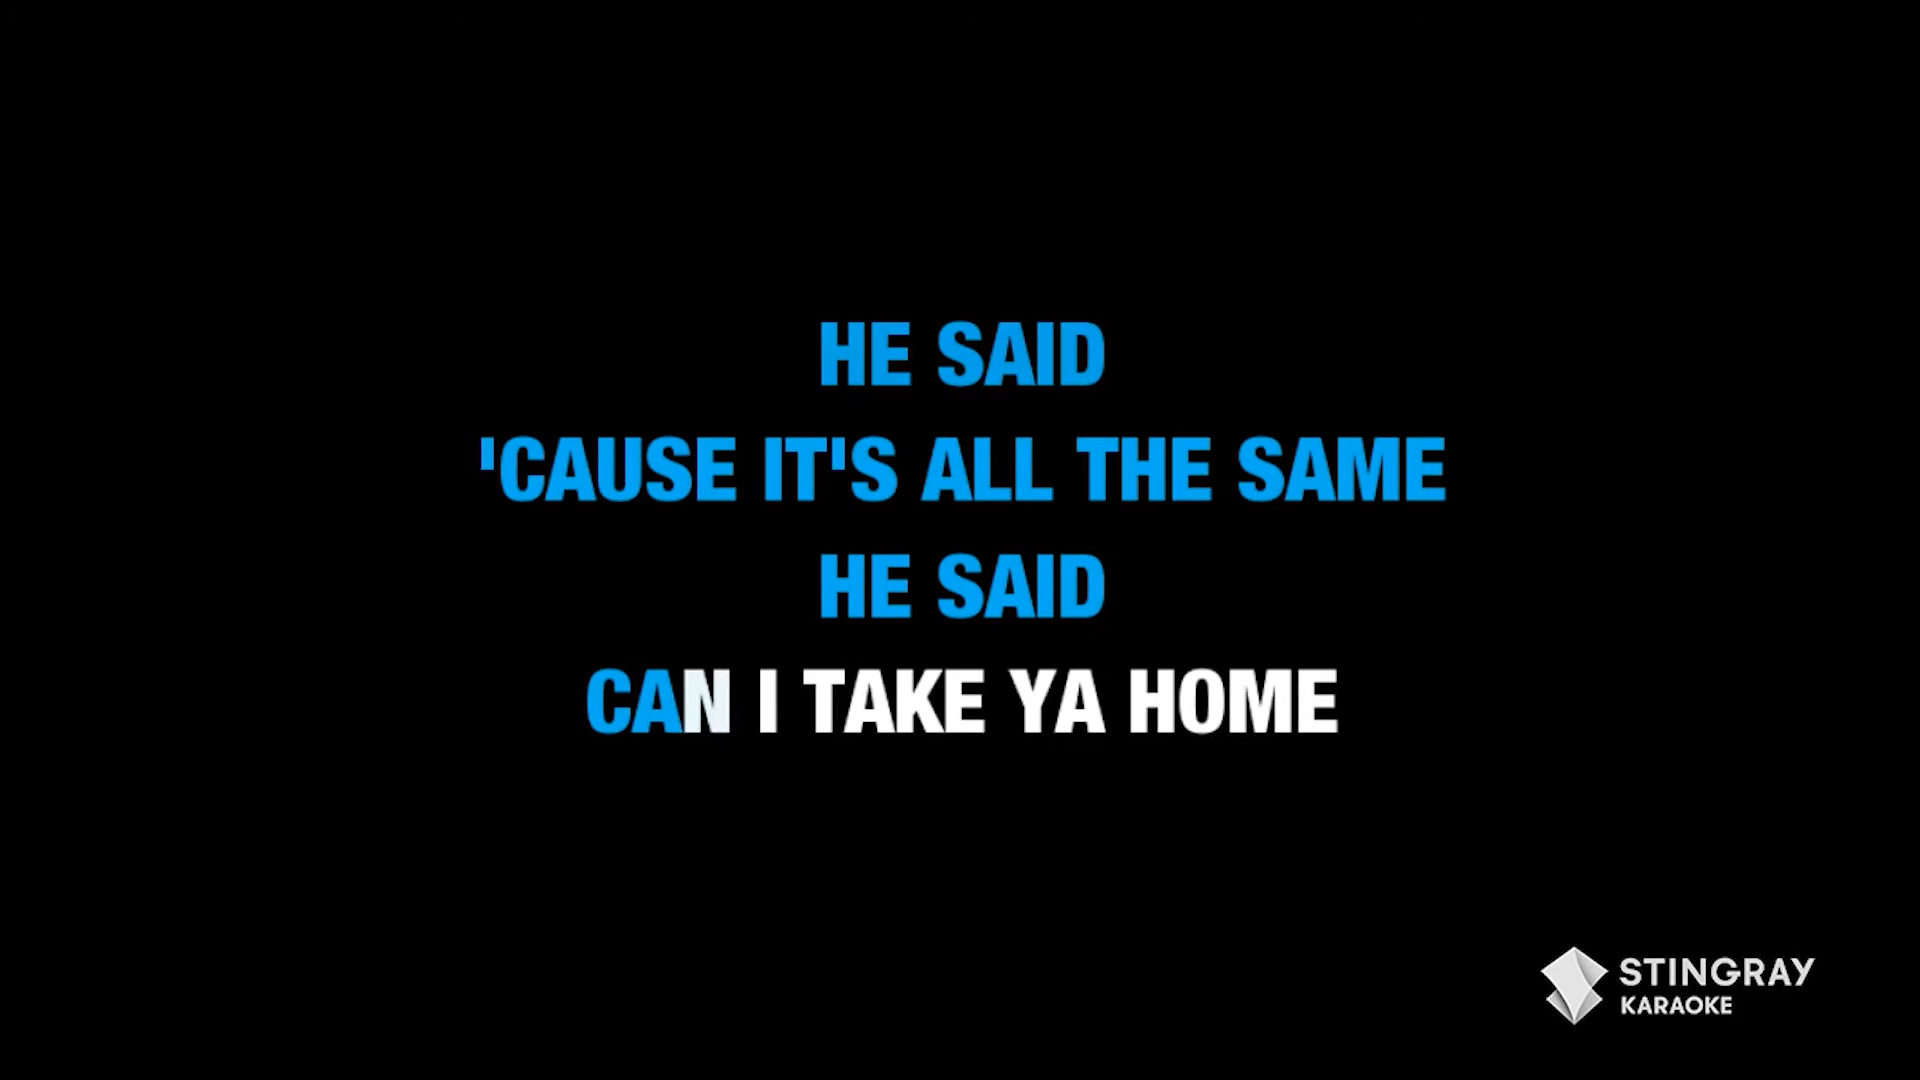 HE SAID
'CAUSE IT'S ALL THE SAME
HE SAID
CAN I TAKE YA HOME
STINGRAY
KARAOKE